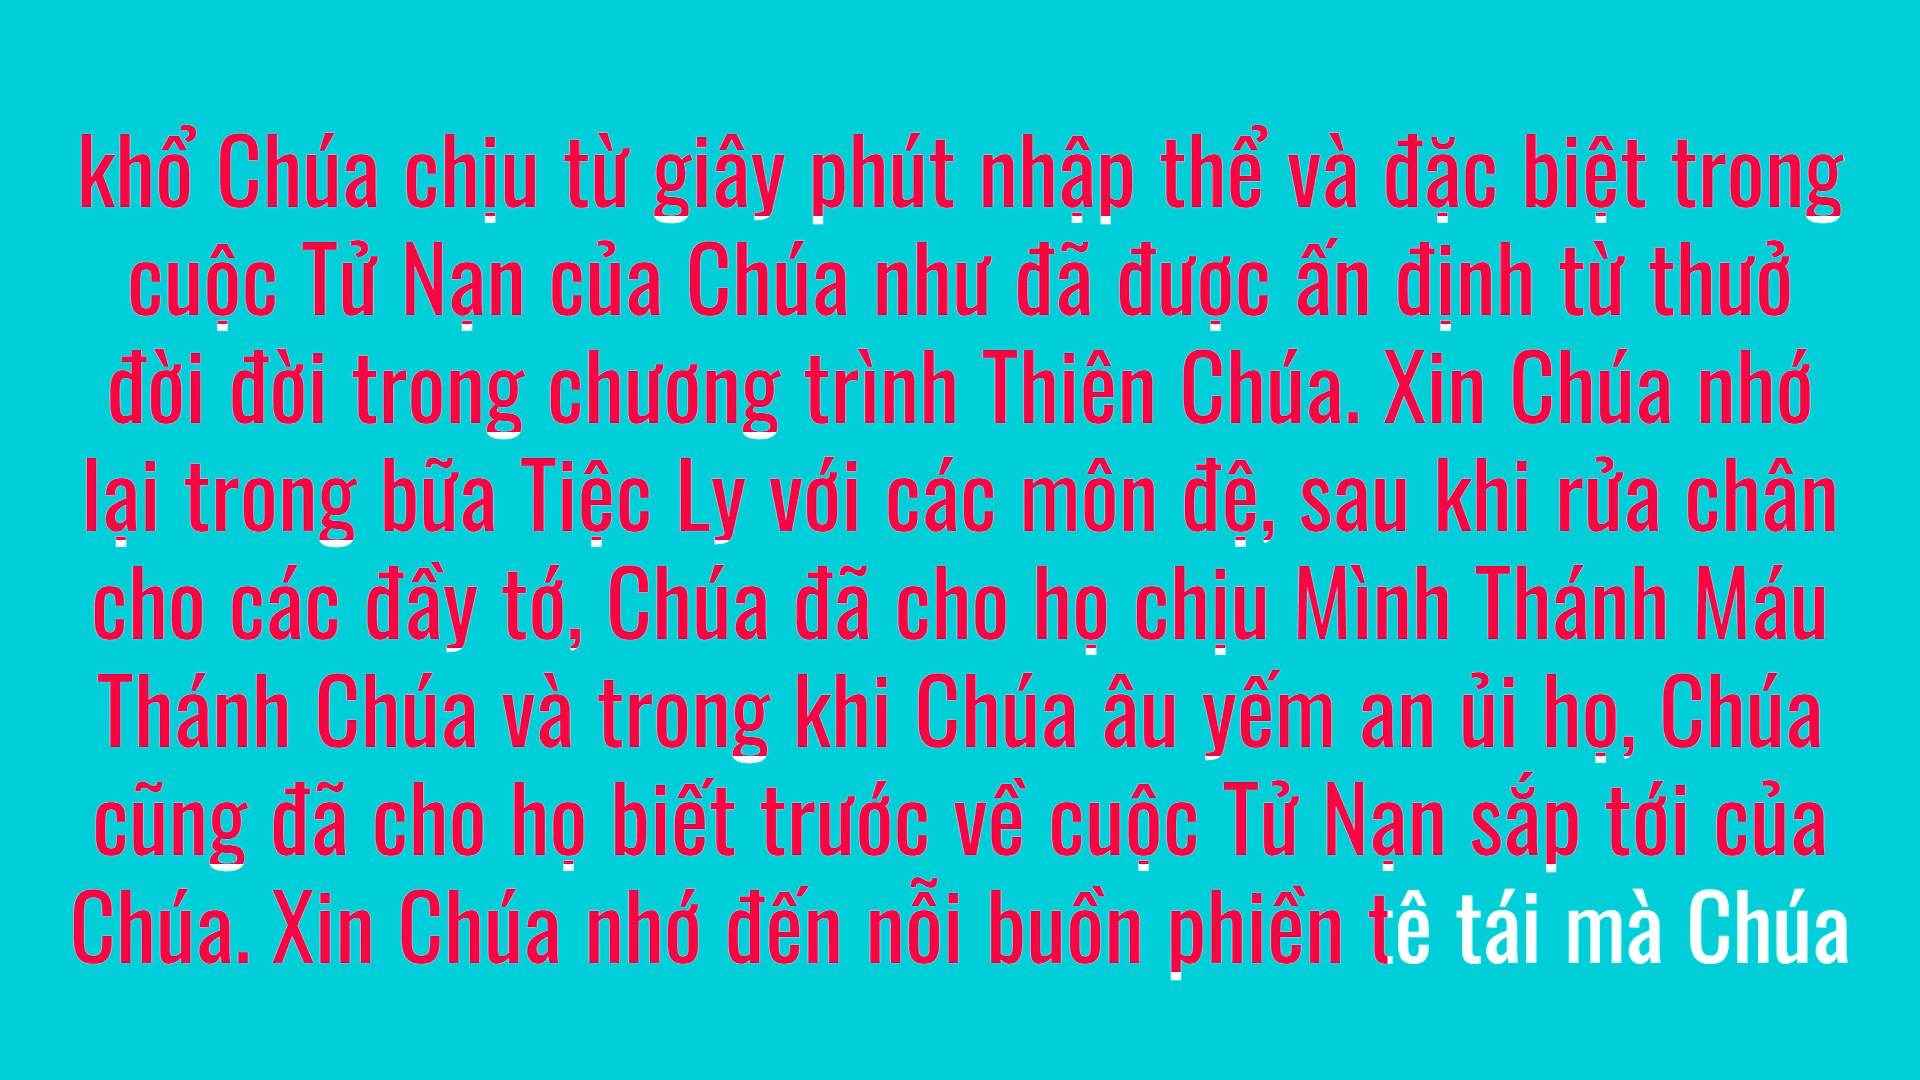 khổ Chúa chịu từ giây phút nhập thể và đặc biệt trong
cuộc Tử Nạn của Chúa như đã được ấn định từ thưở
đời đời trong chương trình Thiên Chúa. Xin Chúa nhớ
lại trong bữa Tiệc Ly với các môn đệ, sau khi rửa chân
cho các đầy tớ, Chúa đã cho họ chịu Mình Thánh Máu
Thánh Chúa và trong khi Chúa âu yếm an ủi họ, Chúa
cũng đã cho họ biết trước về cuộc Tử Nạn sắp tới của
Chúa. Xin Chúa nhớ đến nỗi buồn phiền tê tái mà Chúa